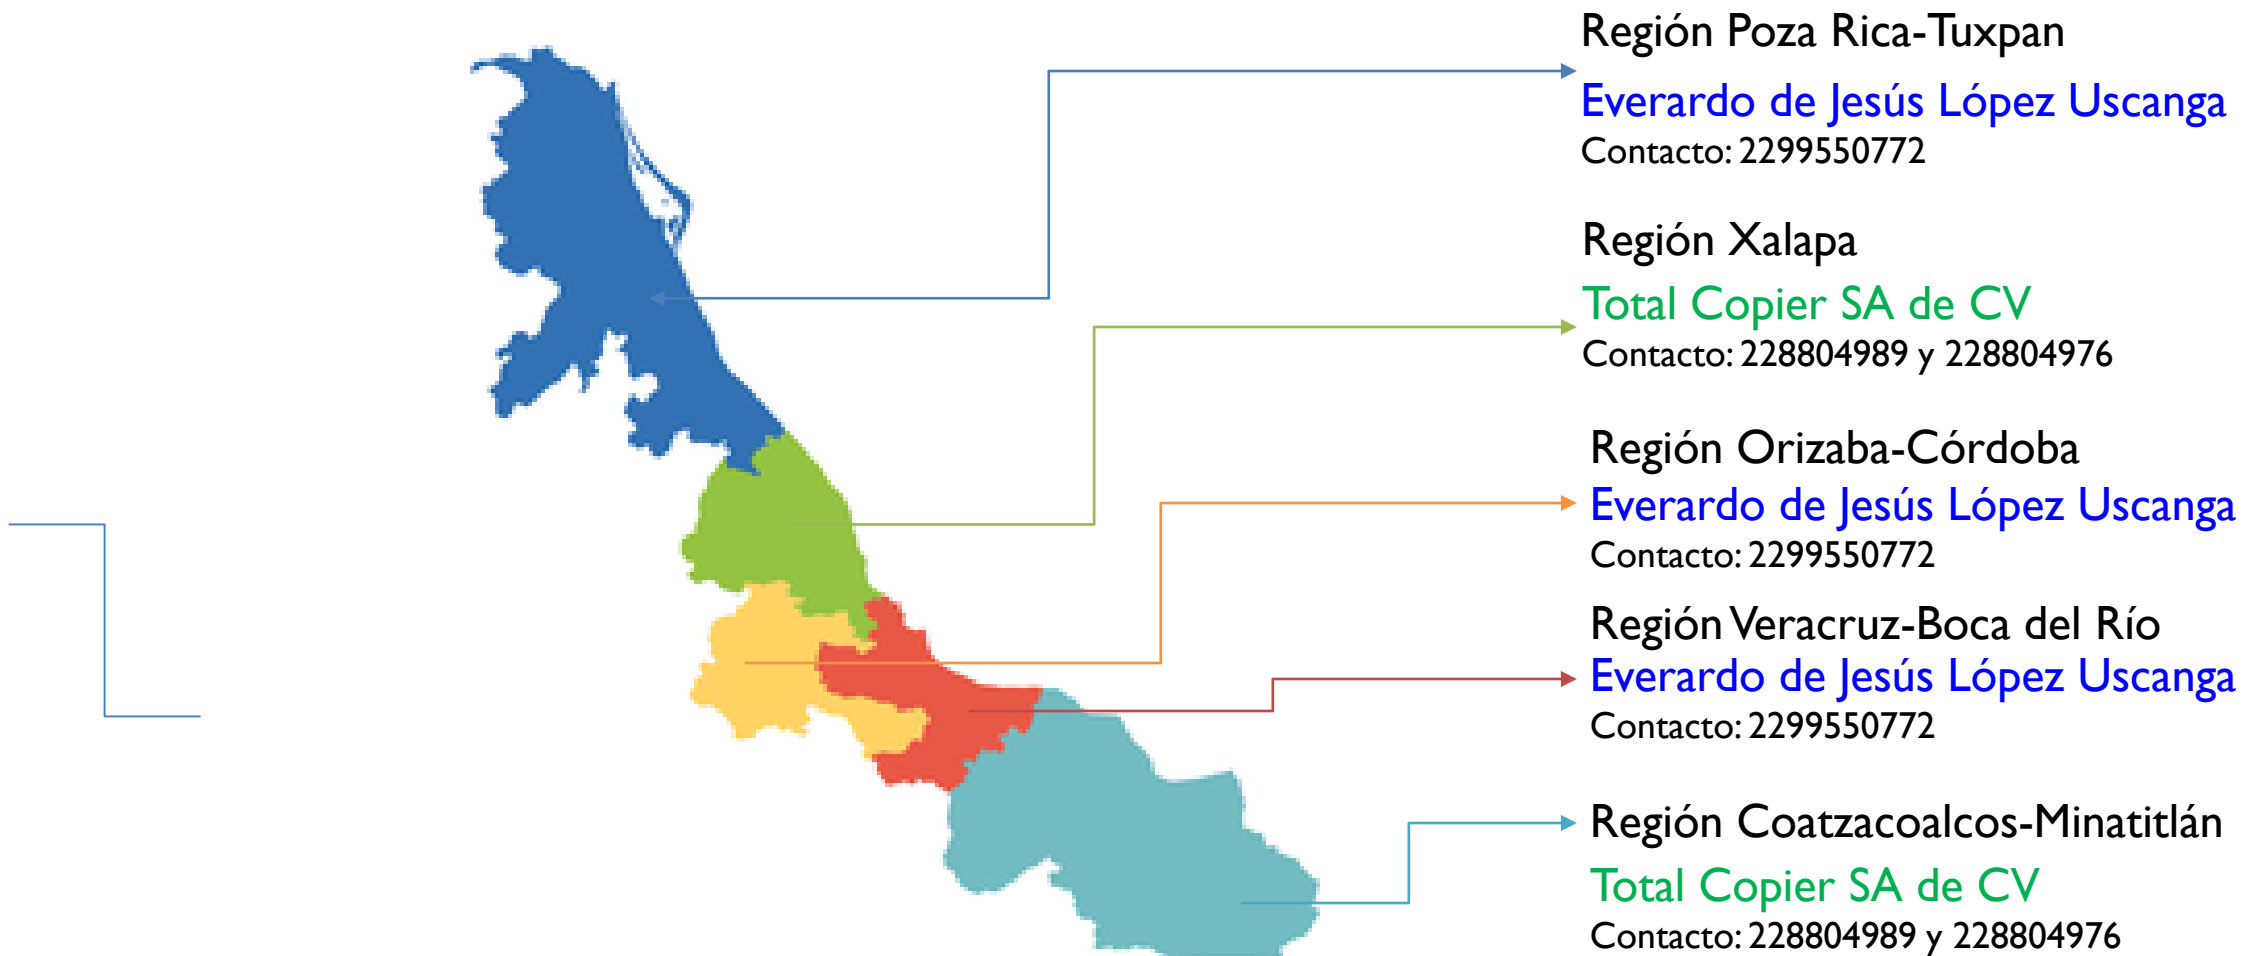 Región Poza Rica-Tuxpan
Everardo de Jesús López Uscanga
Contacto: 2299550772
Región Xalapa
Total Copier SA de CV
Contacto: 228804989 y 228804976
Región Orizaba-Córdoba
Everardo de Jesús López Uscanga
Contacto: 2299550772
Región Veracruz-Boca del Río
Everardo de Jesús López Uscanga
Contacto: 2299550772
Región Coatzacoalcos-Minatitlán
Total Copier SA de CV
Contacto: 228804989 y 228804976